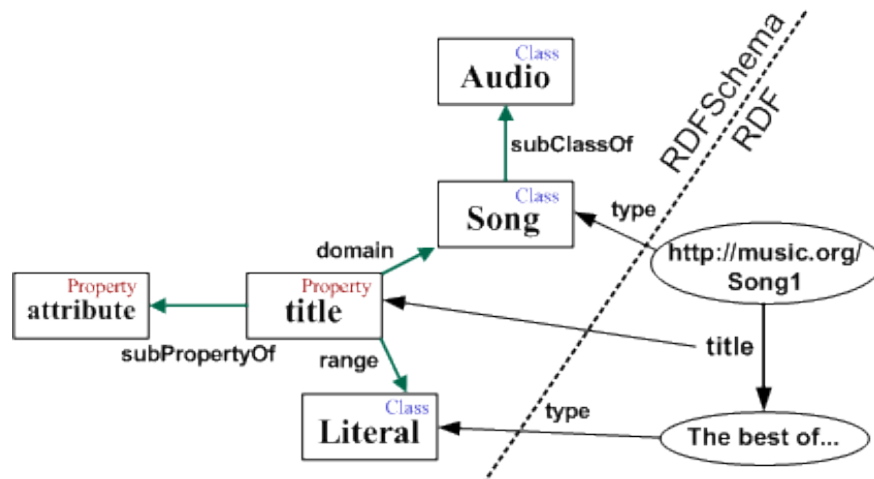 Class
Audio
RDFSchema
RDF
subClassOf
Class
Song
type
http://music.org/
Song1
domain
Property
attribute
Property
title
subPropertyOf
range
title
Class
Literal
type
The best of...